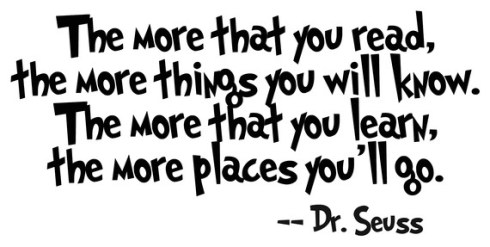 The more that you read,
the more things you will know.
The more that you learn,
the more places you'll go.
-- Dr. Seuss